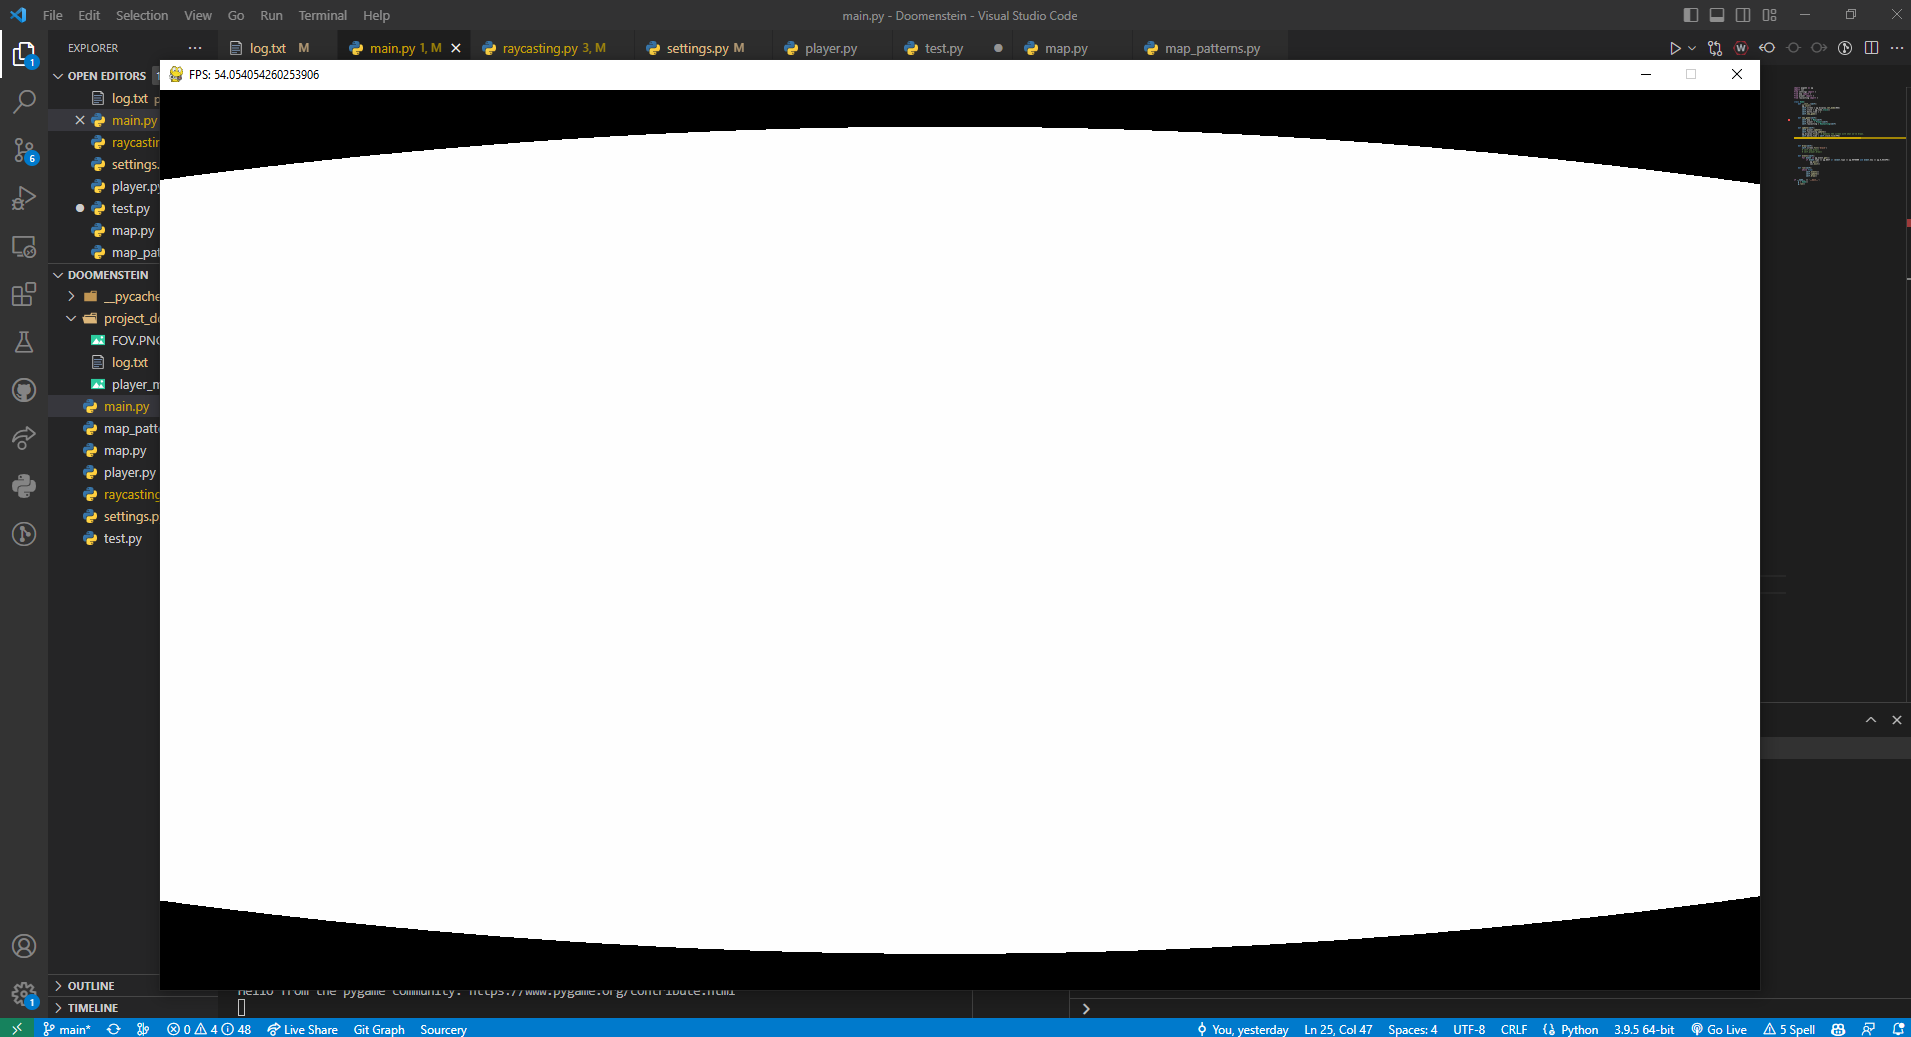 File Edit Selection View Go Run Terminal Help
main.py - Doomenstein - Visual Studio Code
EXPLORER
log.txt M
main.py 1, M
raycasting.py 3, M
settings.py M
player.py
test.py
map.py
map_patterns.py
OPEN EDITORS 1
log.txt p
main.py
raycastin
settings.
player.py
test.py
map.py
map_pat
FPS: 54.054054260253906
DOOMENSTEIN
__pycache
project_do
FOV.PNG
log.txt
player_m
main.py
map_patte
map.py
player.py
raycasting
settings.p
test.py
OUTLINE
TIMELINE
Hello from the pygame community. https://www.pygame.org/contribute.html
main* 0 4 48 Live Share Git Graph Sourcery
You, yesterday Ln 25, Col 47 Spaces: 4 UTF-8 CRLF Python 3.9.5 64-bit Go Live 5 Spell